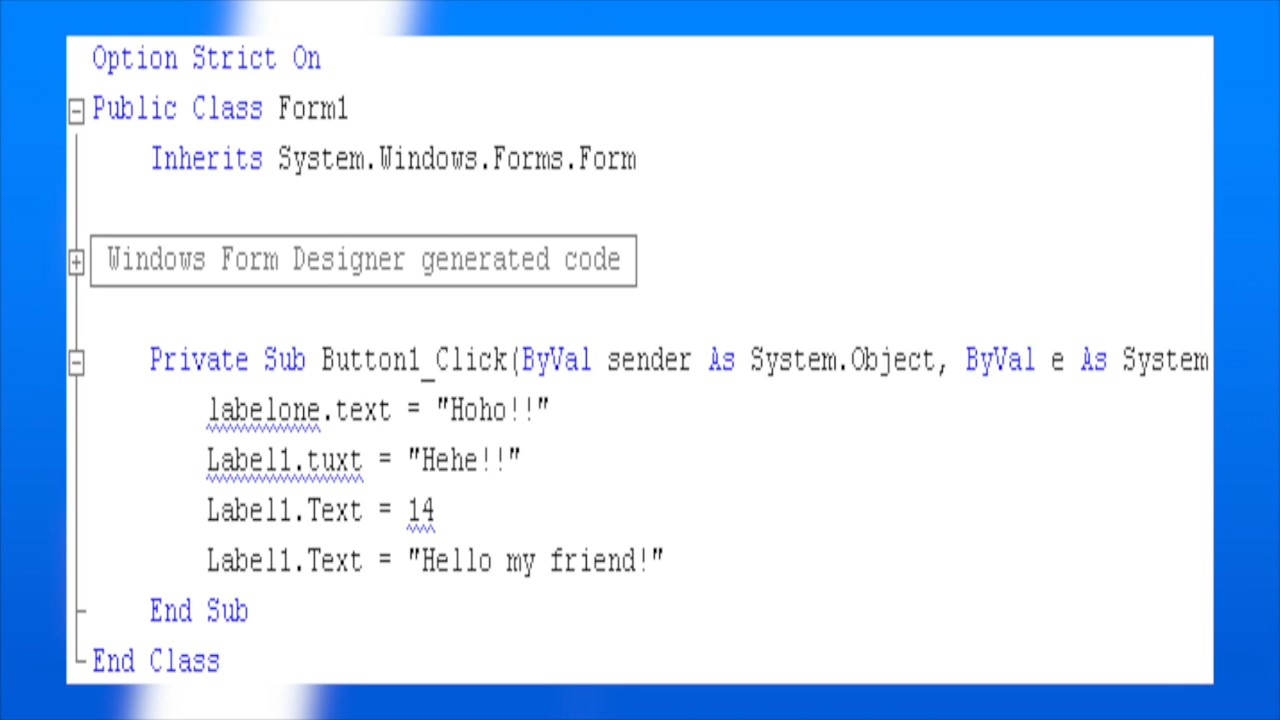 Option Strict On
Public Class Form1
Inherits System.Windows.Forms.Form
Windows Form Designer generated code
Private Sub Button1_Click(ByVal sender As System.Object, ByVal e As System
labelone.text = "Hoho!!"
Label1.tuxt = "Hehe!!"
Label1.Text = 14
Label1.Text = "Hello my friend!"
End Sub
End Class